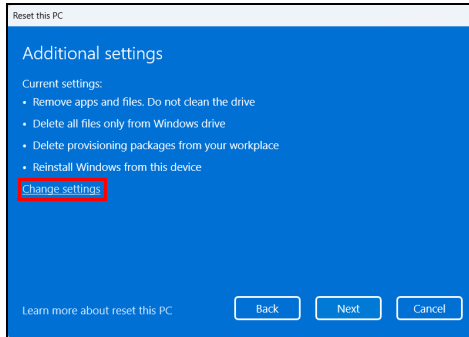 Reset this PC
Additional settings
Current settings:
• Remove apps and files. Do not clean the drive
• Delete all files only from Windows drive
• Delete provisioning packages from your workplace
• Reinstall Windows from this device
Change settings
Learn more about reset this PC
Back
Next
Cancel